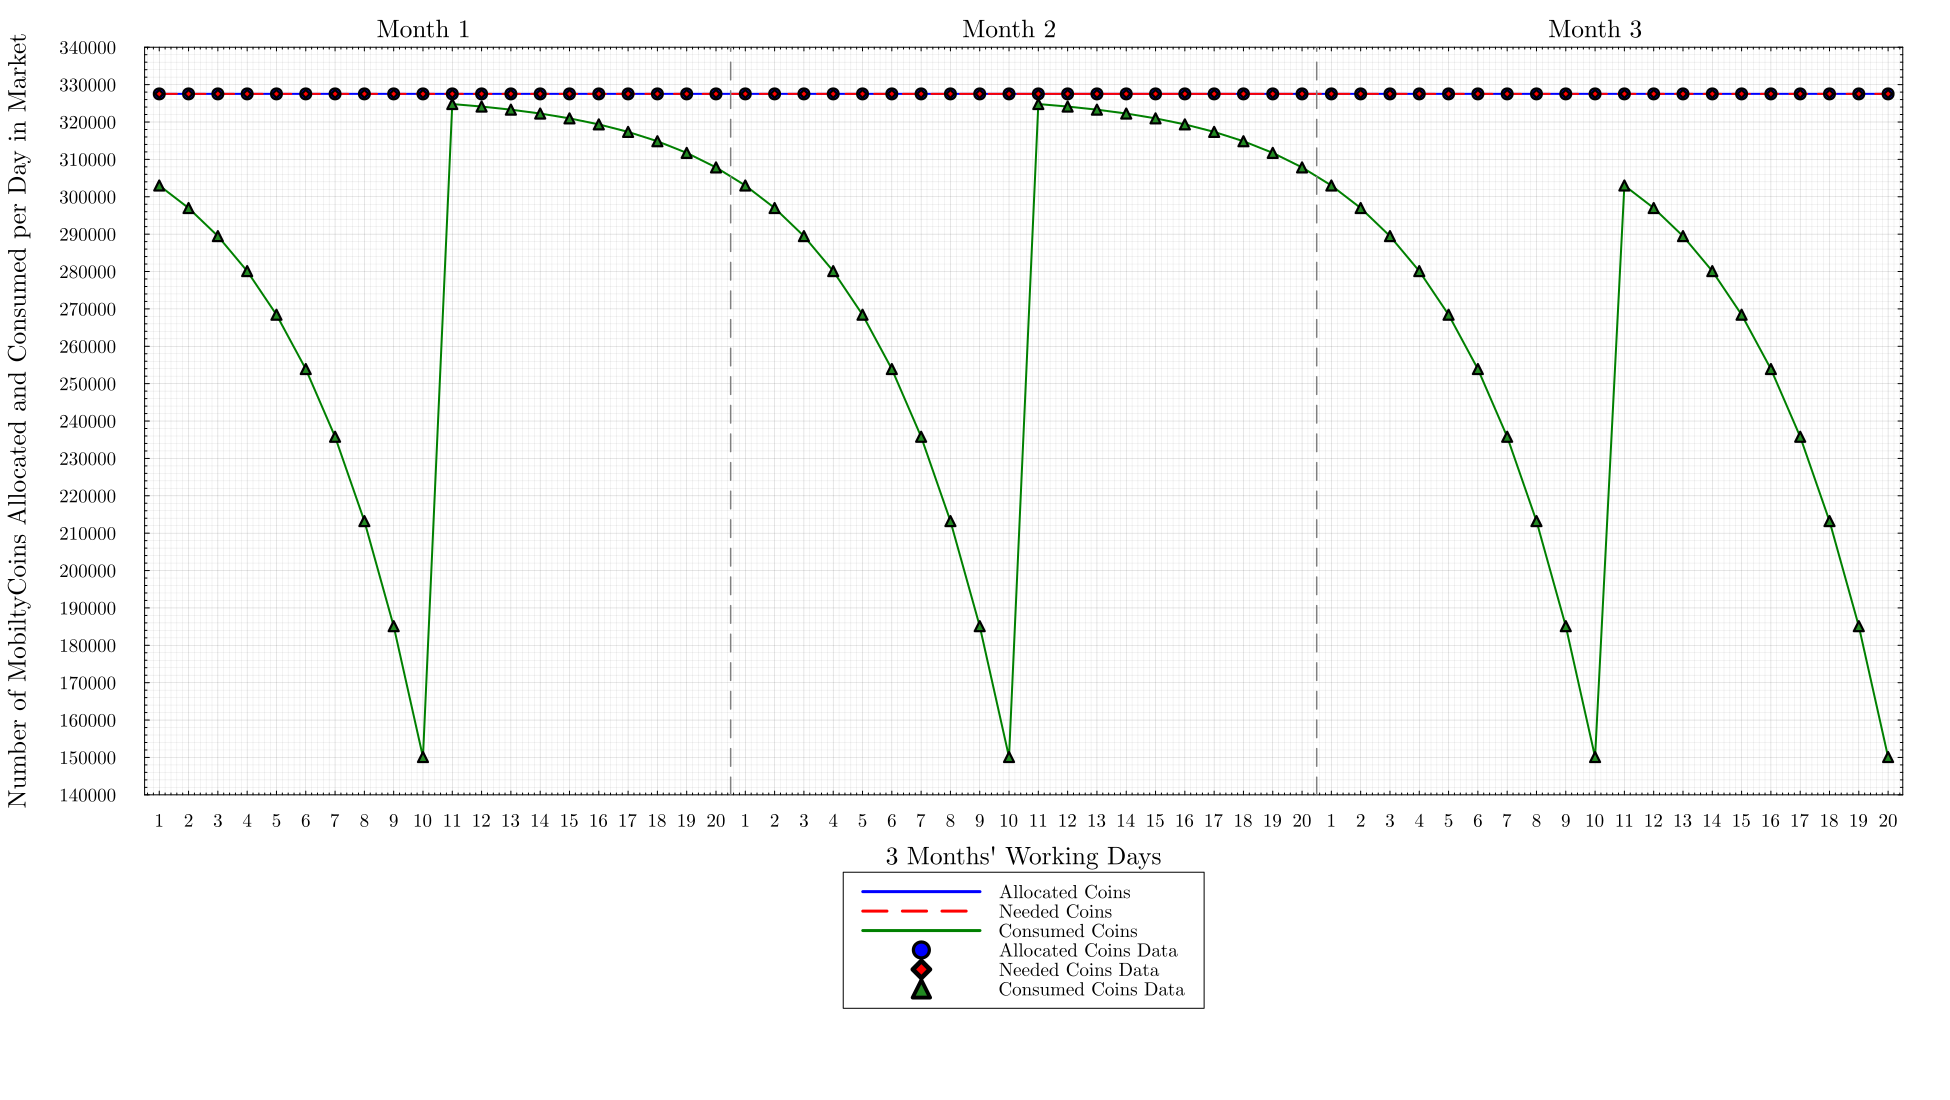 Month 1 Month 2 Month 3
Number of MobiltyCoins Allocated and Consumed per Day in Market
340000
330000
320000
310000
300000
290000
280000
270000
260000
250000
240000
230000
220000
210000
200000
190000
180000
170000
160000
150000
140000
1 2 3 4 5 6 7 8 9 10 11 12 13 14 15 16 17 18 19 20 1 2 3 4 5 6 7 8 9 10 11 12 13 14 15 16 17 18 19 20 1 2 3 4 5 6 7 8 9 10 11 12 13 14 15 16 17 18 19 20
3 Months' Working Days
Allocated Coins
Needed Coins
Consumed Coins
Allocated Coins Data
Needed Coins Data
Consumed Coins Data